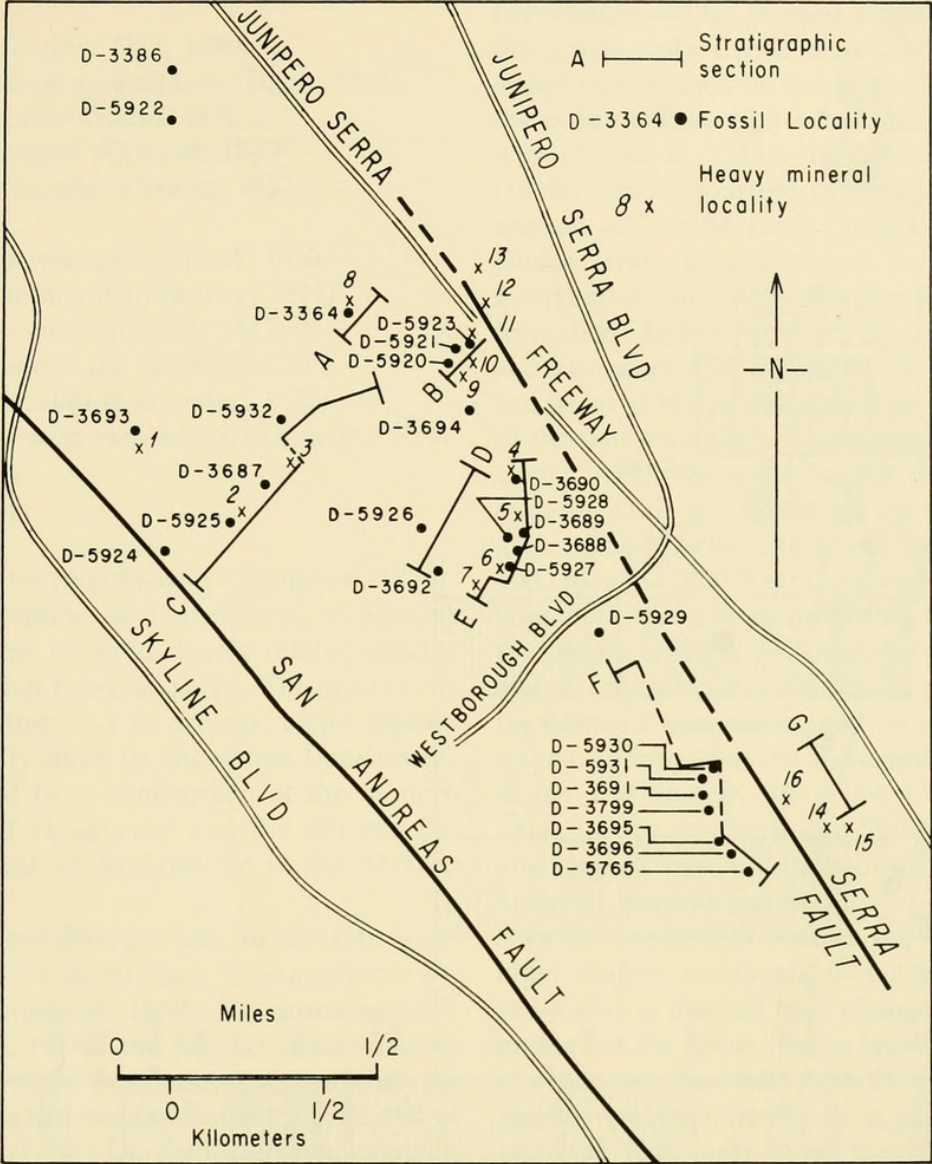 D-3386
D-5922
JUNIPERO SERRA
FREEWAY
JUNIPERO SERRA BLVD
A
Stratigraphic
section
D-3364 Fossil Locality
8 x
Heavy mineral
locality
-N-
13
12
11
8
D-3364
A
D-5923
D-5921
D-5920
10
9
B
D-3694
D-3693
1
D-5932
3
D-3687
2
D-5925
D-5924
C
D-5926
D-3692
D
4
D-3690
D-5928
5
D-3689
D-3688
6
D-5927
7
E
WESTBOROUGH BLVD
D-5929
F
D-5930
D-5931
D-3691
D-3799
D-3695
D-3696
D-5765
G
16
14
15
SERRA
FAULT
SKYLINE BLVD
SAN ANDREAS FAULT
Miles
0 1/2
0 1/2
Kilometers